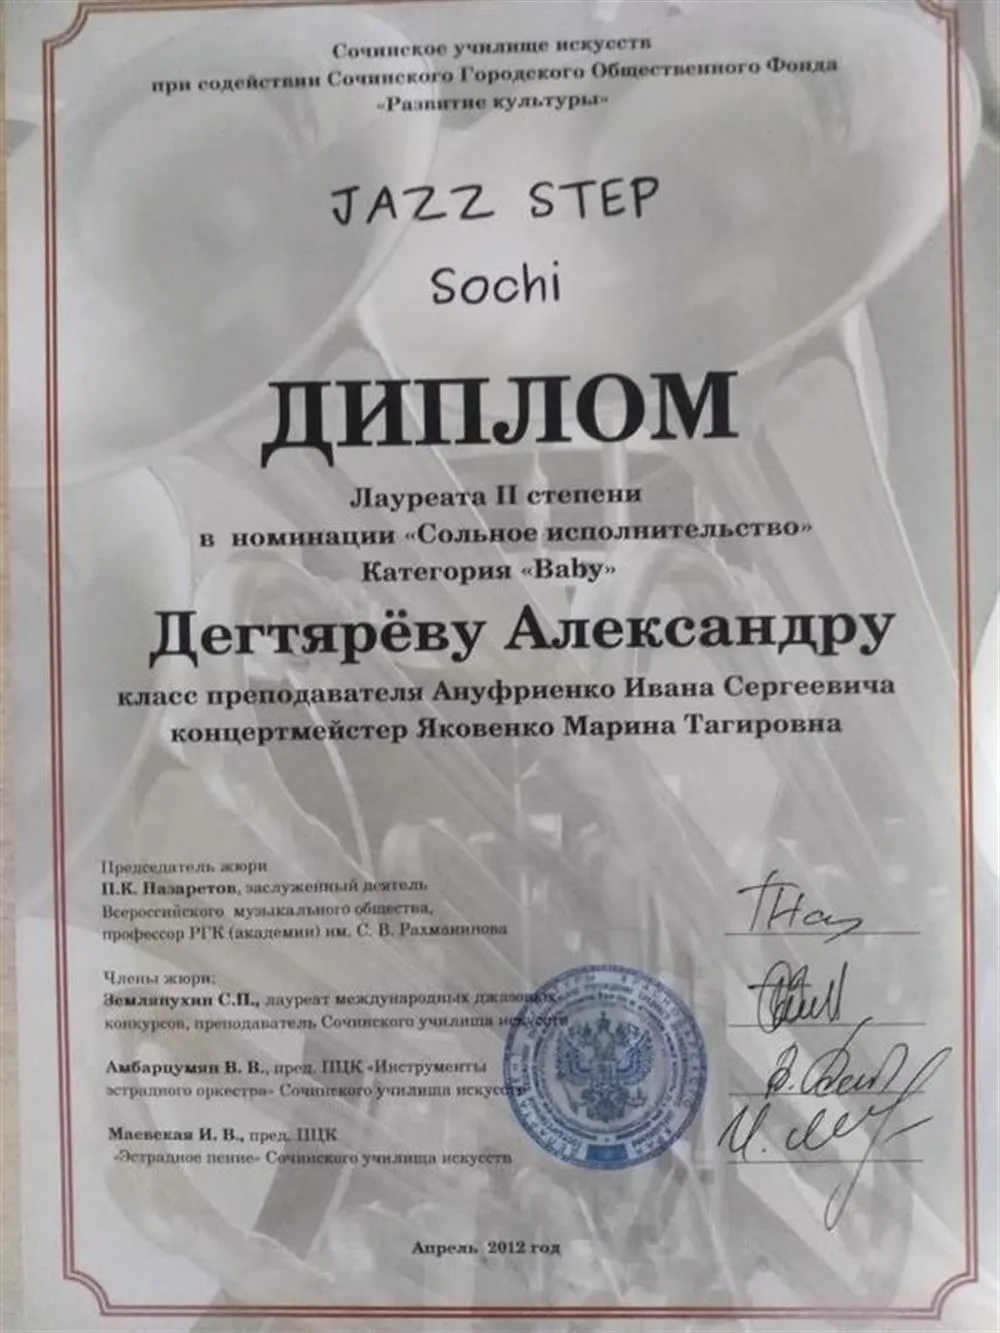 Сочинское училище искусств
при содействии Сочинского Городского Общественного Фонда
«Развитие культуры»
JAZZ STEP
Sochi
ДИПЛОМ
Лауреата II степени
в номинации «Сольное исполнительство»
Категория «Baby»
Дегтярёву Александру
класс преподавателя Ануфриенко Ивана Сергеевича
концертмейстер Яковенко Марина Тагировна
Председатель жюри
П.К. Назаретов, заслуженный деятель
Всероссийского музыкального общества,
профессор РГК (академии) им. С. В. Рахманинова
Члены жюри:
Землянухин С.П., лауреат международных джазовых
конкурсов, преподаватель Сочинского училища искусств
Амбарцумян В. В., пред. ПЦК «Инструменты
эстрадного оркестра» Сочинского училища искусств
Маевская И. В., пред. ПЦК
«Эстрадное пение» Сочинского училища искусств
Апрель 2012 год